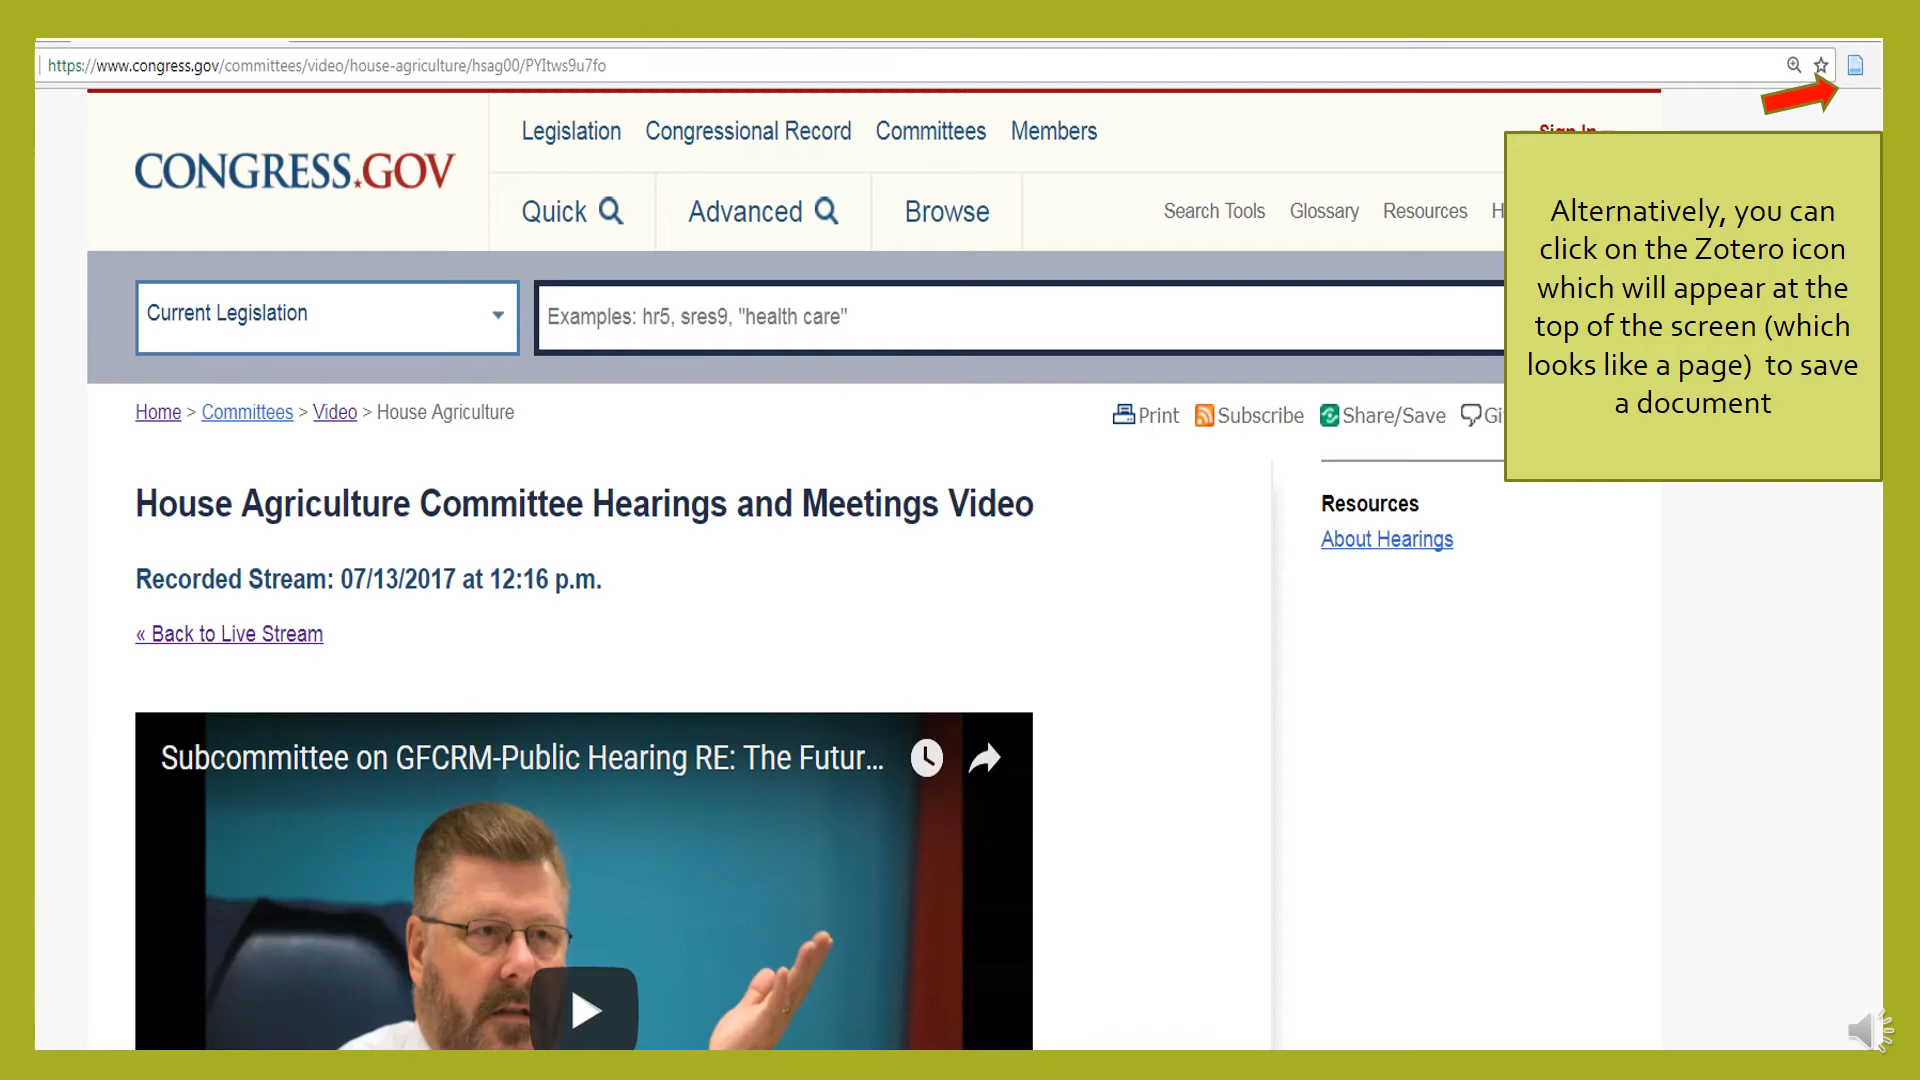 https://www.congress.gov/committees/video/house-agriculture/hsag00/PYItws9u7fo
Legislation Congressional Record Committees Members
Sign In
CONGRESS.GOV
Quick Advanced Browse
Search Tools Glossary Resources H
Alternatively, you can
click on the Zotero icon
which will appear at the
top of the screen (which
looks like a page) to save
a document
Current Legislation
Examples: hr5, sres9, "health care"
Home > Committees > Video > House Agriculture
Print Subscribe Share/Save Gi
House Agriculture Committee Hearings and Meetings Video
Resources
About Hearings
Recorded Stream: 07/13/2017 at 12:16 p.m.
« Back to Live Stream
Subcommittee on GFCRM-Public Hearing RE: The Futur...